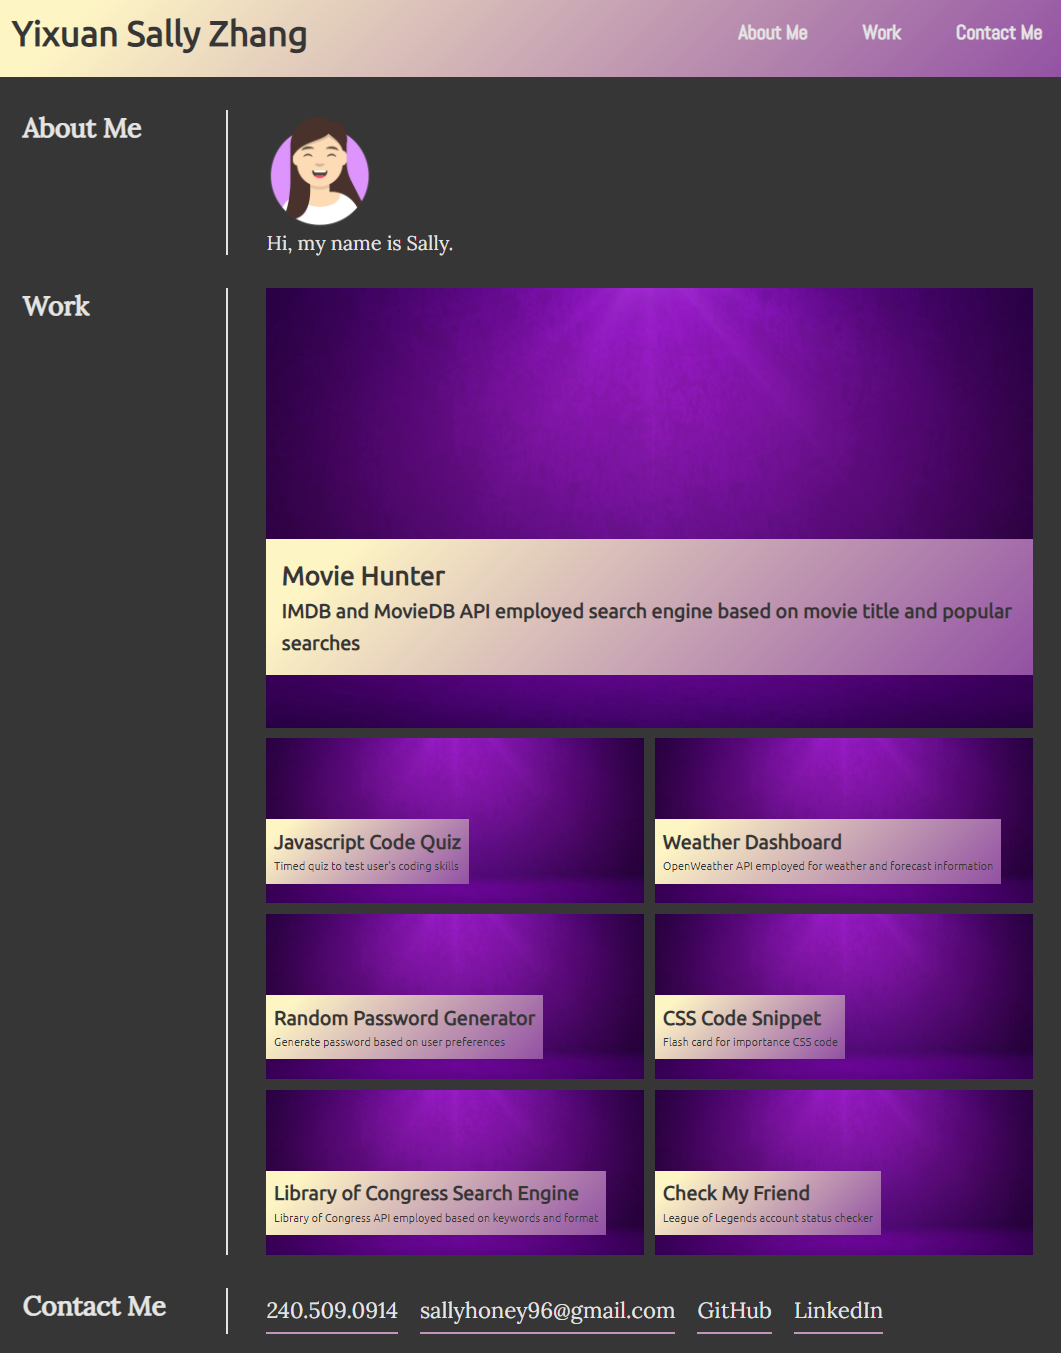 Yixuan Sally Zhang
About Me
Work
Contact Me
About Me
Hi, my name is Sally.
Work
Movie Hunter
IMDB and MovieDB API employed search engine based on movie title and popular
searches
Javascript Code Quiz
Timed quiz to test user's coding skills
Weather Dashboard
OpenWeather API employed for weather and forecast information
Random Password Generator
Generate password based on user preferences
CSS Code Snippet
Flash card for importance CSS code
Library of Congress Search Engine
Library of Congress API employed based on keywords and format
Check My Friend
League of Legends account status checker
Contact Me
240.509.0914
sallyhoney96@gmail.com
GitHub
LinkedIn